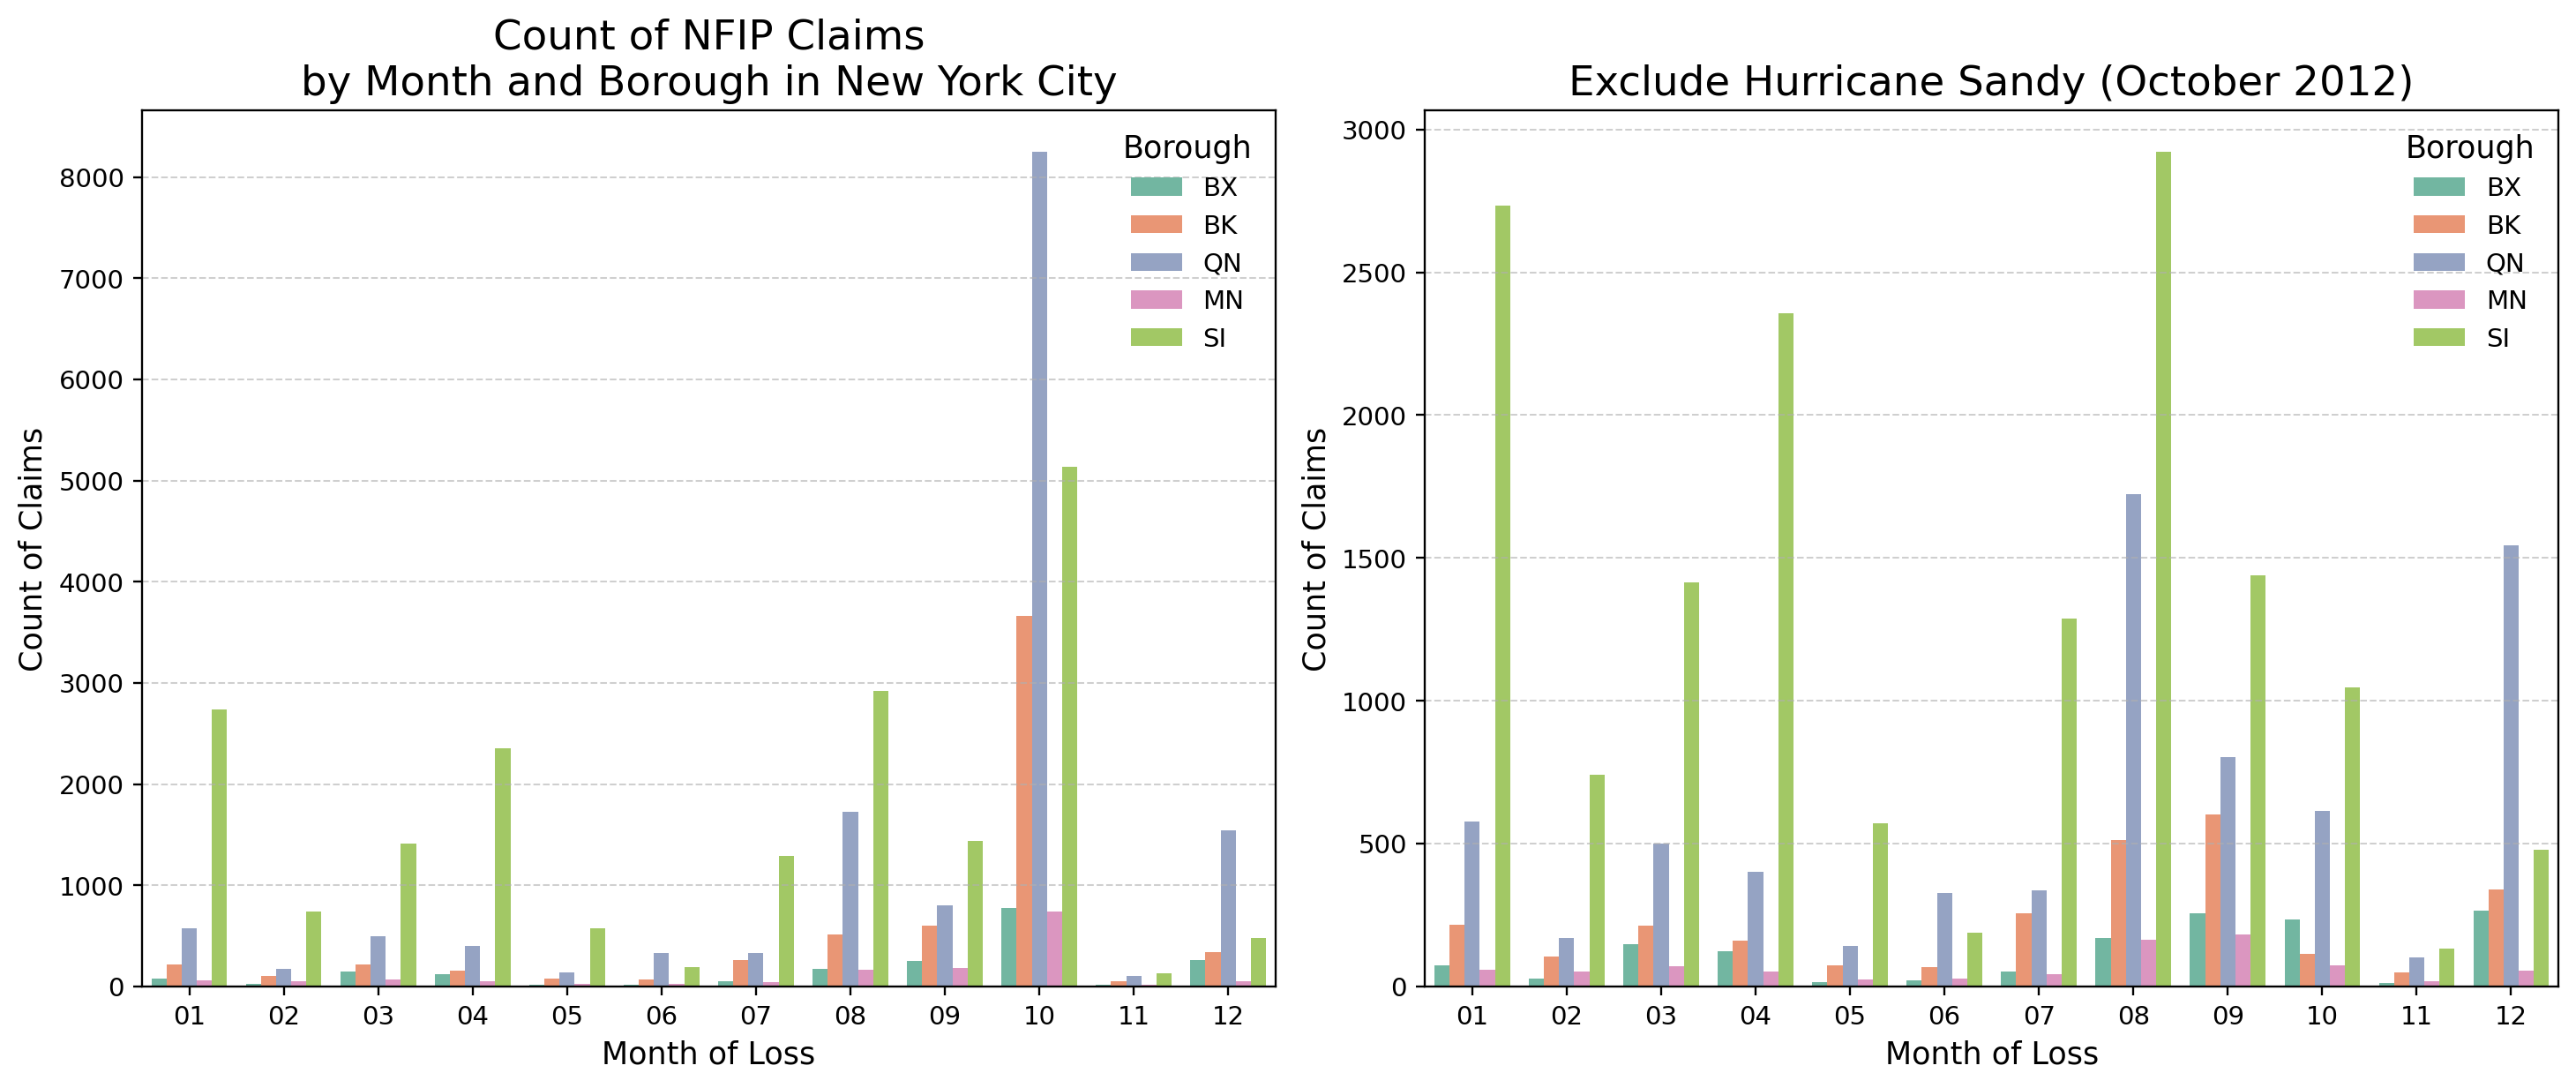 Count of NFIP Claims
by Month and Borough in New York City
Count of Claims
8000
7000
6000
5000
4000
3000
2000
1000
0
01 02 03 04 05 06 07 08 09 10 11 12
Month of Loss
Borough
BX
BK
QN
MN
SI
Exclude Hurricane Sandy (October 2012)
Count of Claims
3000
2500
2000
1500
1000
500
0
01 02 03 04 05 06 07 08 09 10 11 12
Month of Loss
Borough
BX
BK
QN
MN
SI